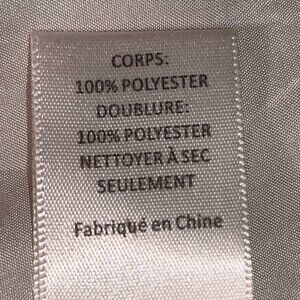 CORPS:
100% POLYESTER
DOUBLURE:
100% POLYESTER
NETTOYER À SEC
SEULEMENT
Fabriqué en Chine